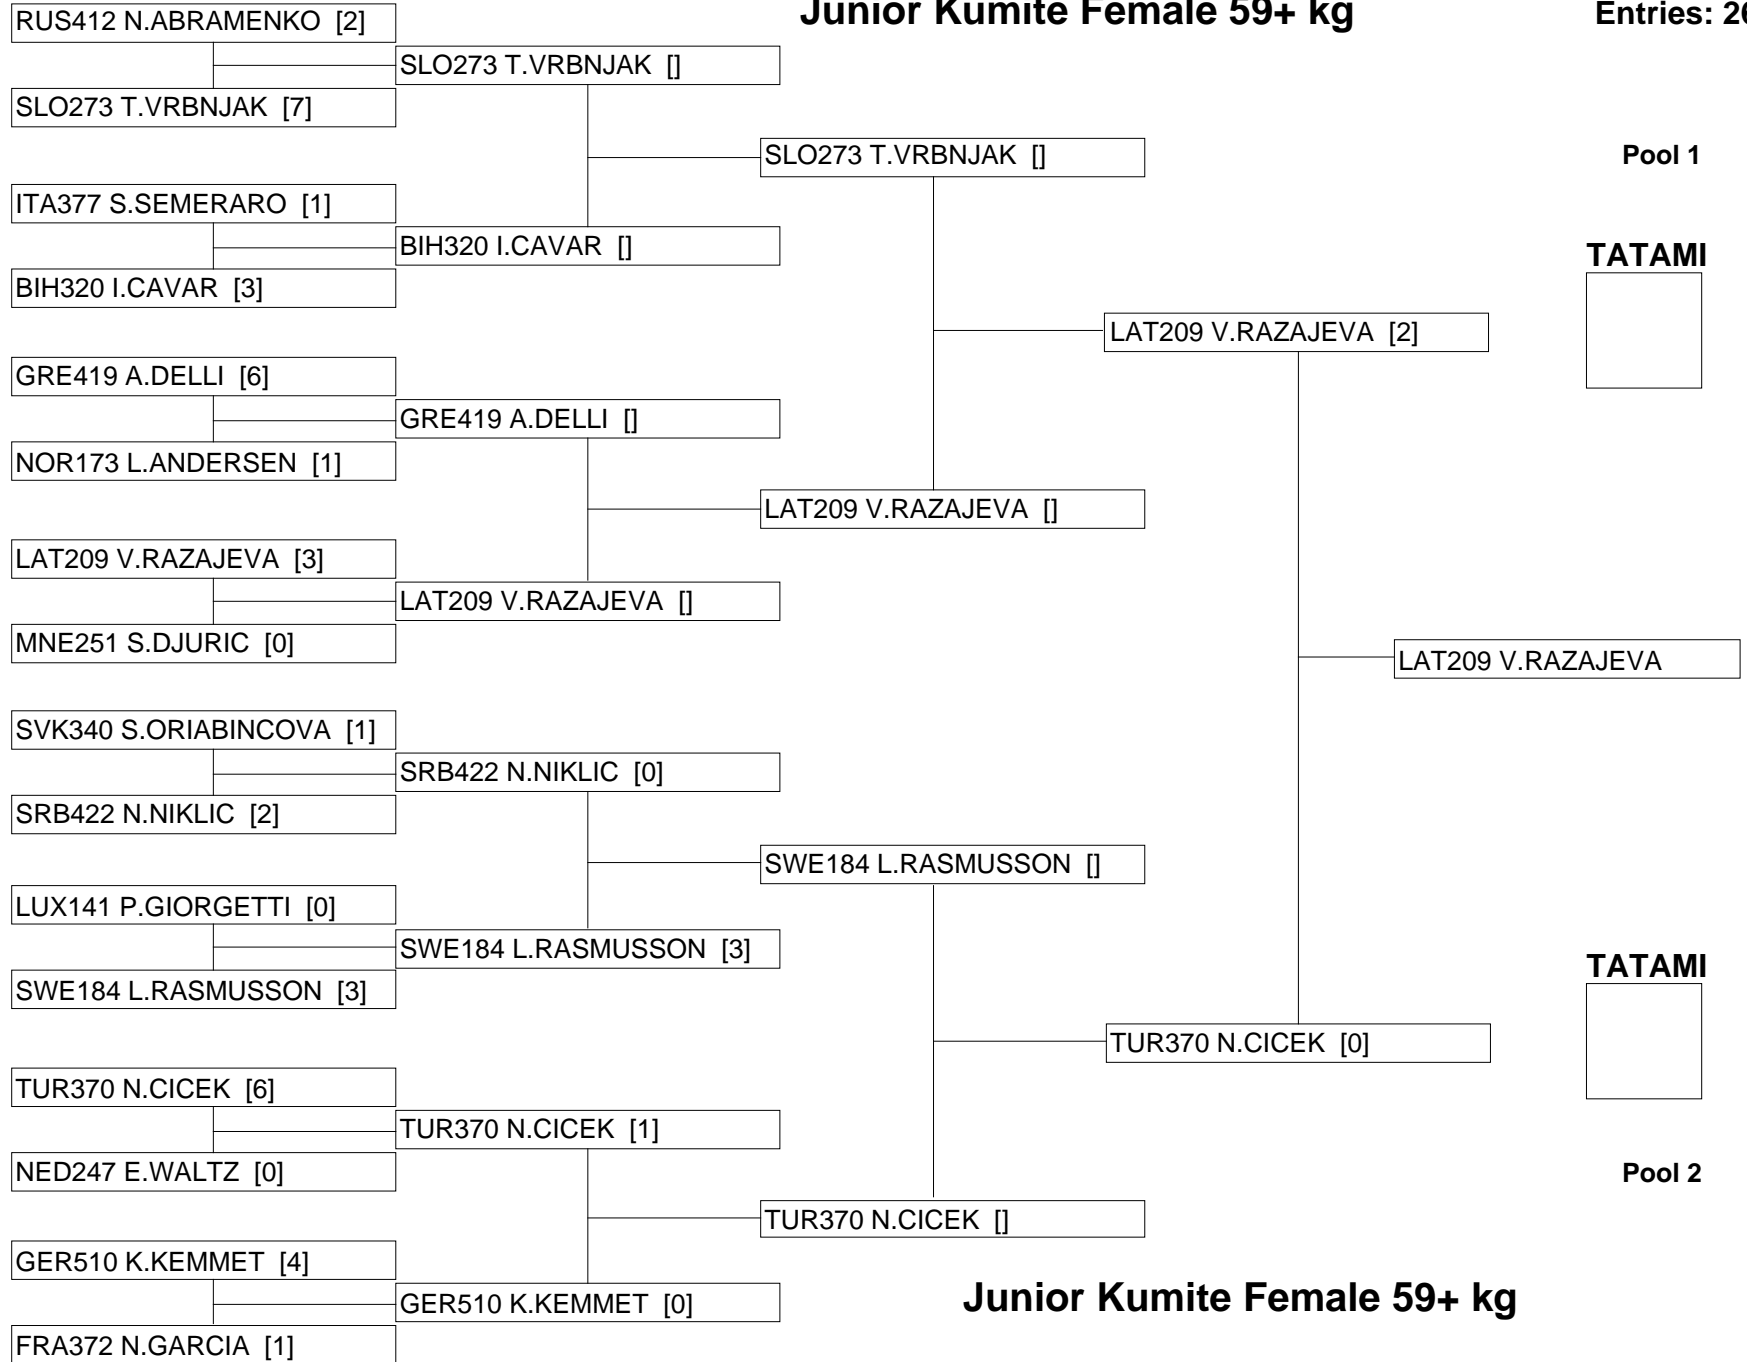 Junior Kumite Female 59+ kg
Entries: 26
RUS412 N.ABRAMENKO [2]
SLO273 T.VRBNJAK []
SLO273 T.VRBNJAK [7]
SLO273 T.VRBNJAK []
Pool 1
ITA377 S.SEMERARO [1]
BIH320 I.CAVAR []
TATAMI
BIH320 I.CAVAR [3]
LAT209 V.RAZAJEVA [2]
GRE419 A.DELLI [6]
GRE419 A.DELLI []
NOR173 L.ANDERSEN [1]
LAT209 V.RAZAJEVA []
LAT209 V.RAZAJEVA [3]
LAT209 V.RAZAJEVA []
MNE251 S.DJURIC [0]
LAT209 V.RAZAJEVA
SVK340 S.ORIABINCOVA [1]
SRB422 N.NIKLIC [0]
SRB422 N.NIKLIC [2]
SWE184 L.RASMUSSON []
LUX141 P.GIORGETTI [0]
SWE184 L.RASMUSSON [3]
TATAMI
SWE184 L.RASMUSSON [3]
TUR370 N.CICEK [0]
TUR370 N.CICEK [6]
TUR370 N.CICEK [1]
NED247 E.WALTZ [0]
Pool 2
TUR370 N.CICEK []
GER510 K.KEMMET [4]
GER510 K.KEMMET [0]
Junior Kumite Female 59+ kg
FRA372 N.GARCIA [1]